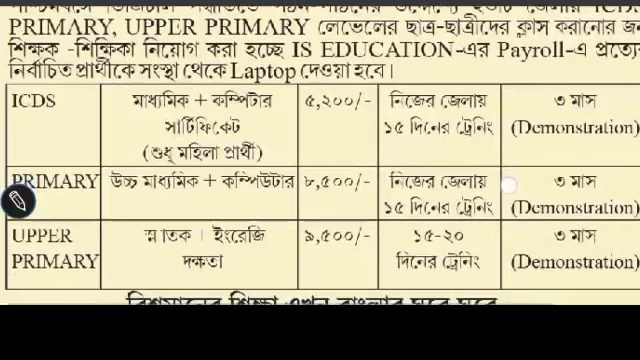 PRIMARY, UPPER PRIMARY লেভেলের ছাত্র-ছাত্রীদের ক্লাস করানোর
শিক্ষক -শিক্ষিকা নিয়োগ করা হচ্ছে IS EDUCATION-এর Payroll-এ
নির্বাচিত প্রার্থীকে সংস্থা থেকে Laptop দেওয়া হবে।
ICDS মাধ্যমিক + কম্পিটার ৫,২০০/- নিজের জেলায় ৩ মাস
সার্টিফিকেট ১৫ দিনের ট্রেনিং (Demonstration)
(শুধু মহিলা প্রার্থী)
PRIMARY উচ্চ মাধ্যমিক + কম্পিউটার ৮,৫০০/- নিজের জেলায় ৩ মাস
১৫ দিনের ট্রেনিং (Demonstration)
UPPER স্নাতক । ইংরেজি ৯,৫০০/- ১৫-২০ ৩ মাস
PRIMARY দক্ষতা দিনের ট্রেনিং (Demonstration)